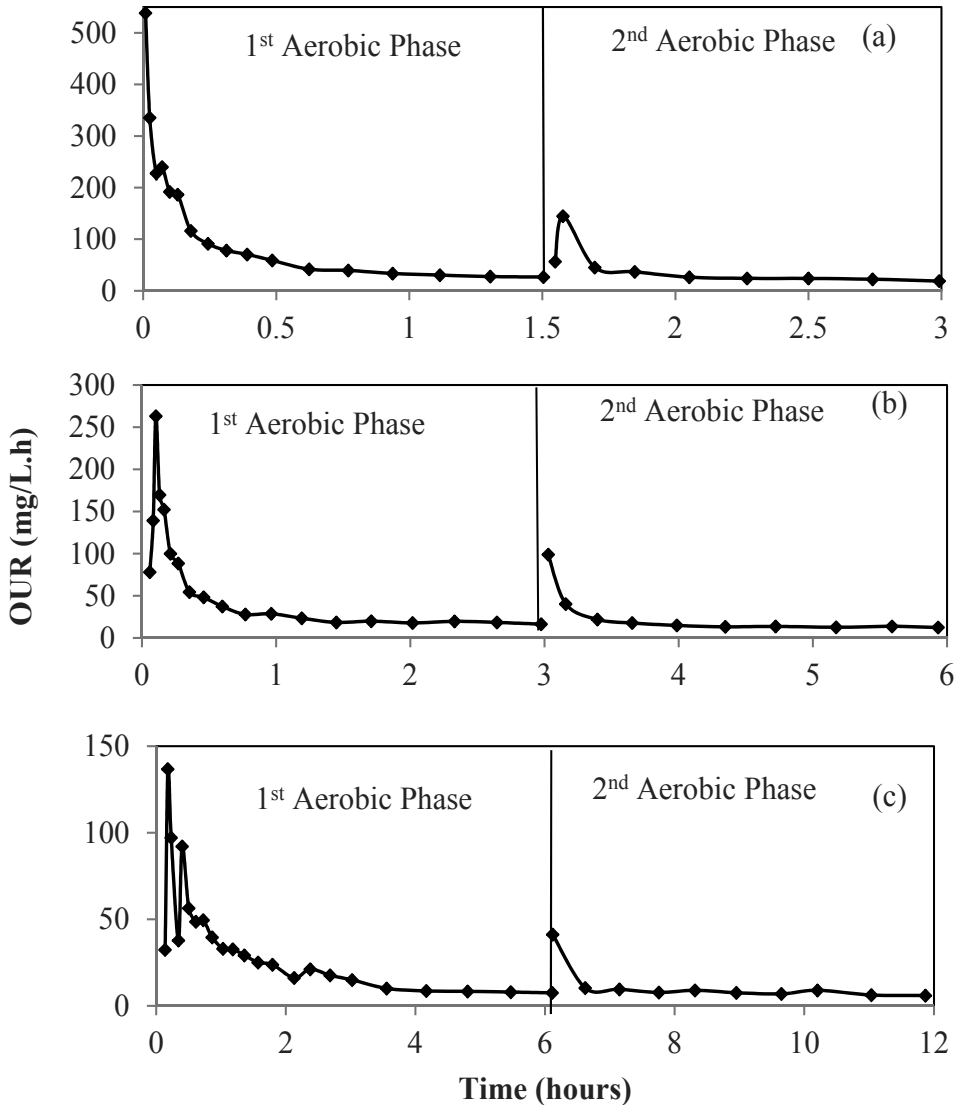 500
400
300
200
100
0
1st Aerobic Phase
2nd Aerobic Phase
(a)
0 0.5 1 1.5 2 2.5 3
OUR (mg/L.h)
300
250
200
150
100
50
0
1st Aerobic Phase
2nd Aerobic Phase
(b)
0 1 2 3 4 5 6
150
100
50
0
1st Aerobic Phase
2nd Aerobic Phase
(c)
0 2 4 6 8 10 12
Time (hours)